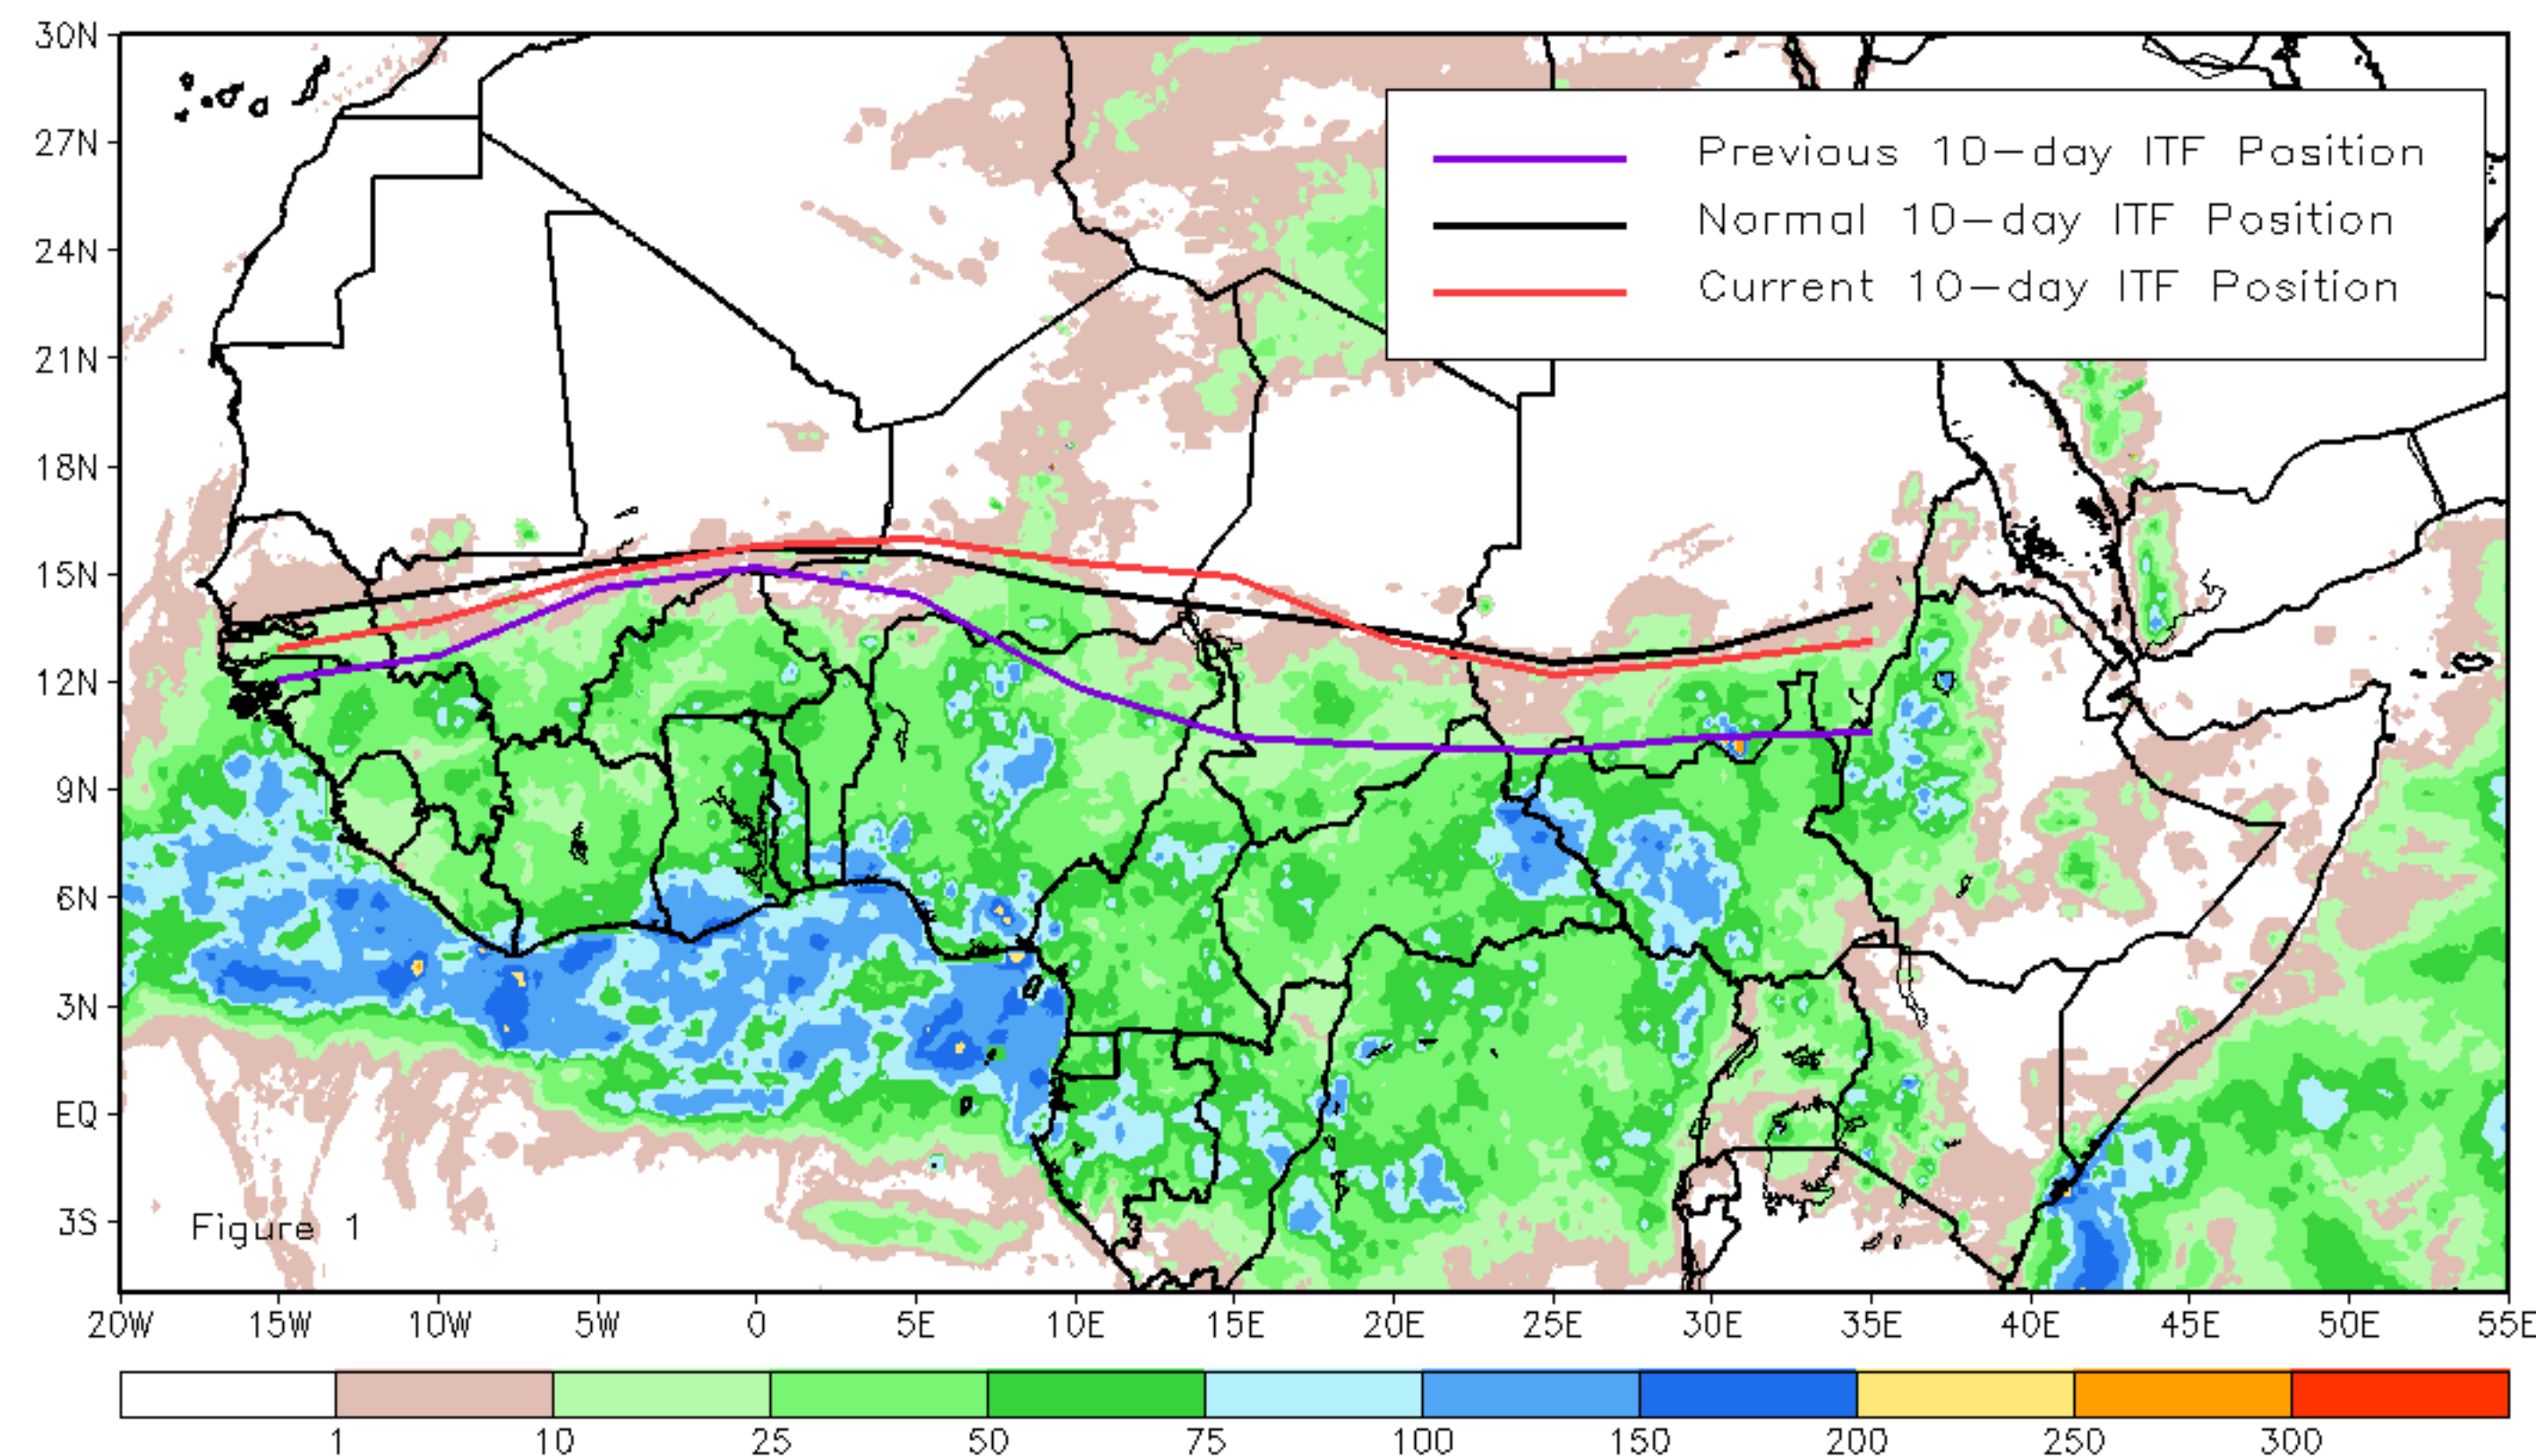 30N
27N
24N
21N
18N
15N
12N
9N
6N
3N
EQ
3S
Previous 10-day ITF Position
Normal 10-day ITF Position
Current 10-day ITF Position
Figure 1
20W 15W 10W 5W 0 5E 10E 15E 20E 25E 30E 35E 40E 45E 50E 55E
1 10 25 50 75 100 150 200 250 300